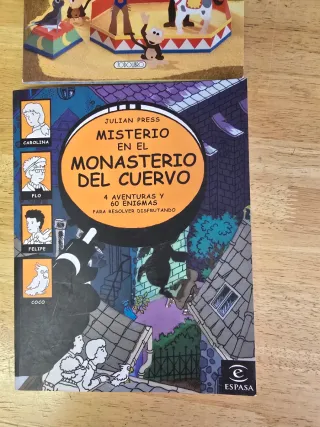 JULIAN PRESS
MISTERIO
EN EL
MONASTERIO
DEL CUERVO
4 AVENTURAS Y
60 ENIGMAS
PARA RESOLVER DISFRUTANDO
CAROLINA
FLO
FELIPE
COCO
e
ESPASA